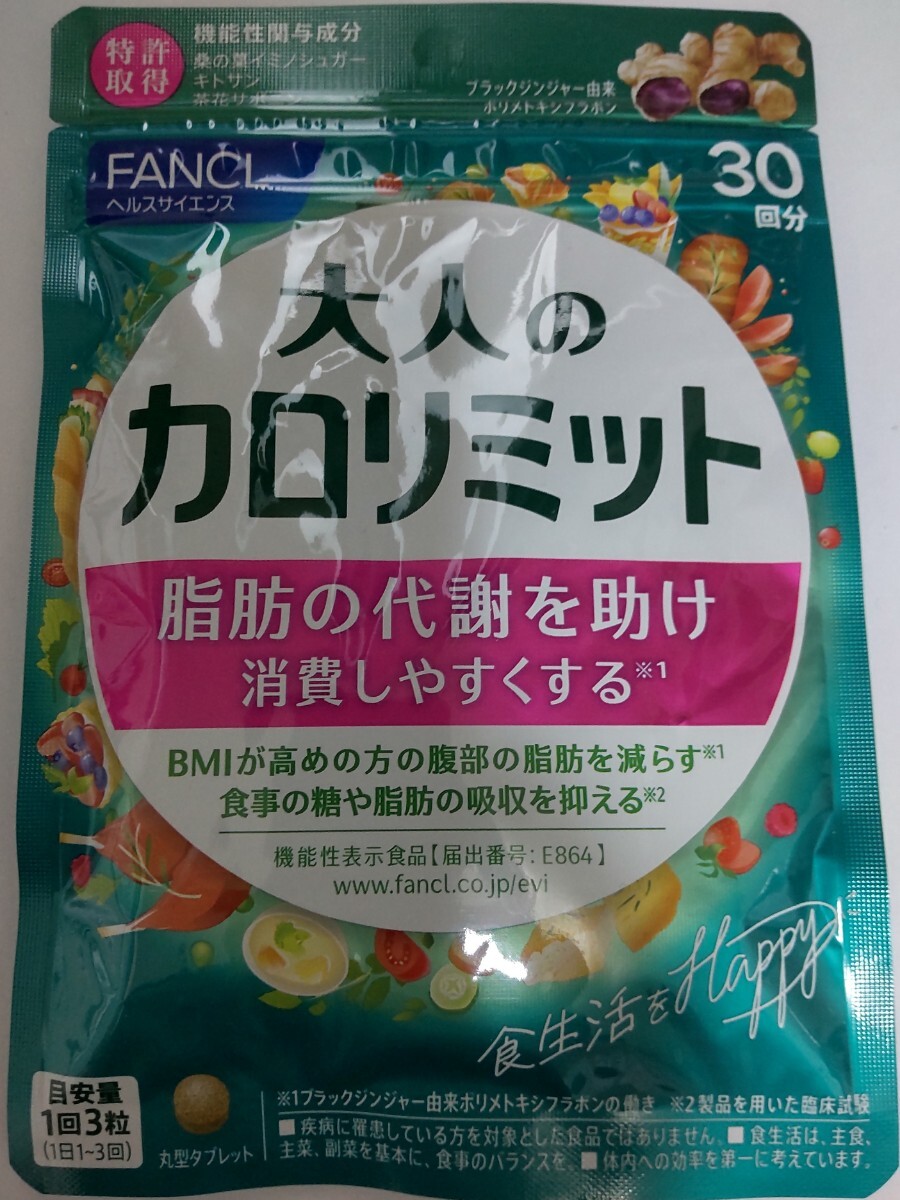 特許
取得
機能性関与成分
桑の葉イミノシュガー
キトサン
茶花サポニン
ブラックジンジャー由来
ポリメトキシフラボン
FANCL
ヘルスサイエンス
30
回分
大人の
カロリミット
脂肪の代謝を助け
消費しやすくする※1
BMIが高めの方の腹部の脂肪を減らす※1
食事の糖や脂肪の吸収を抑える※2
機能性表示食品【届出番号:E864】
www.fancl.co.jp/evi
食生活をHappy
目安量
1回3粒
(1日1~3回)
丸型タブレット
※1ブラックジンジャー由来ポリメトキシフラボンの働き ※2製品を用いた臨床試験
■疾病に罹患している方を対象とした食品ではありません。■食生活は、主食、
主菜、副菜を基本に、食事のバランスを。■体内への効率を第一に考えています。